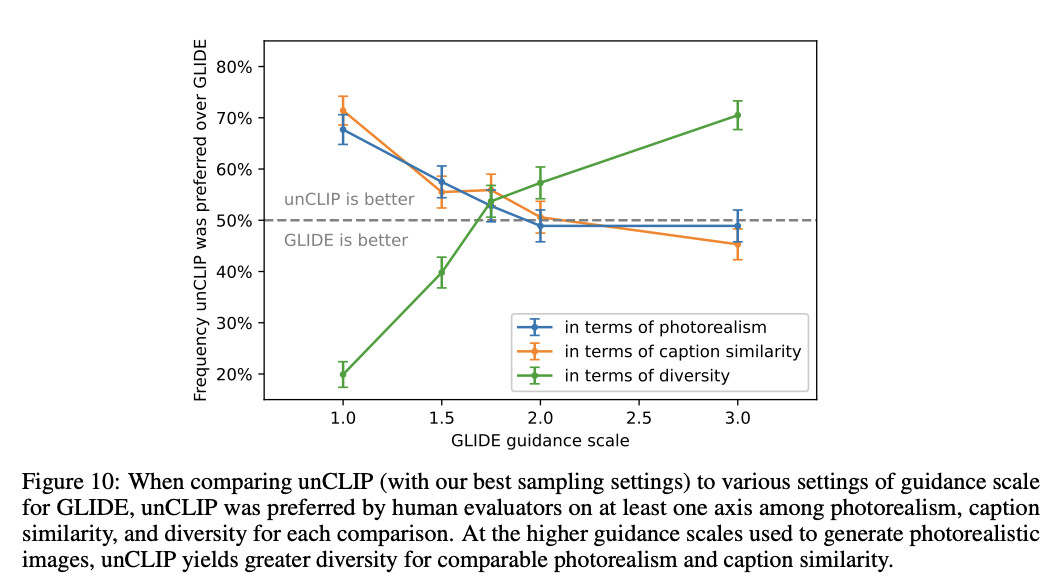 Frequency unCLIP was preferred over GLIDE
80%
70%
60%
50%
40%
30%
20%
unCLIP is better
GLIDE is better
in terms of photorealism
in terms of caption similarity
in terms of diversity
1.0 1.5 2.0 2.5 3.0
GLIDE guidance scale
Figure 10: When comparing unCLIP (with our best sampling settings) to various settings of guidance scale
for GLIDE, unCLIP was preferred by human evaluators on at least one axis among photorealism, caption
similarity, and diversity for each comparison. At the higher guidance scales used to generate photorealistic
images, unCLIP yields greater diversity for comparable photorealism and caption similarity.